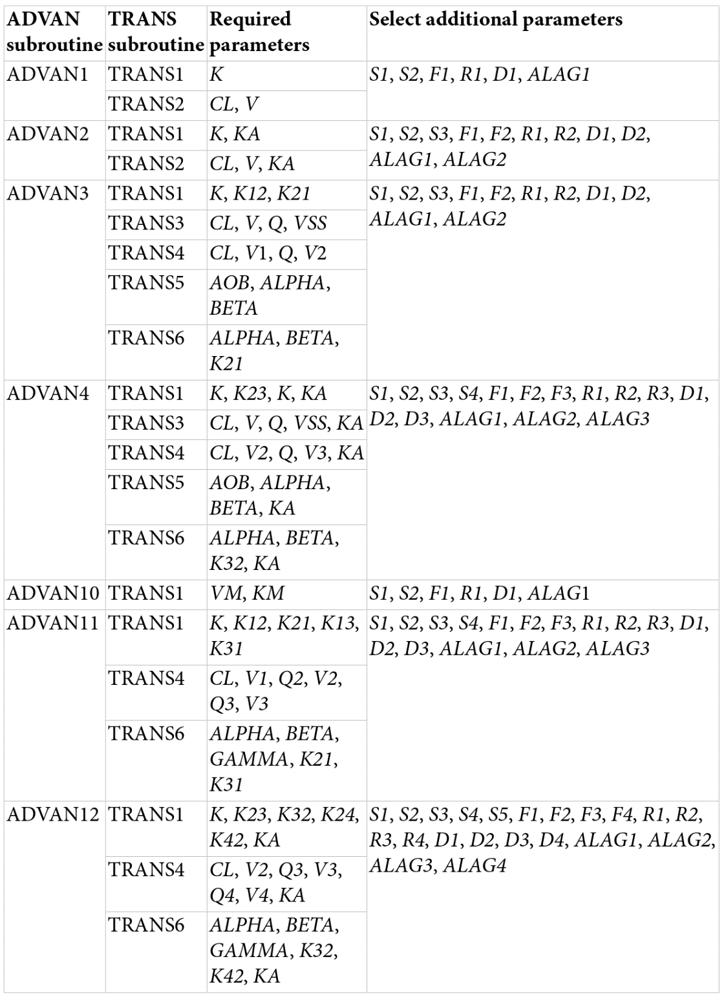 ADVAN subroutine TRANS subroutine Required parameters Select additional parameters
ADVAN1 TRANS1 K S1, S2, F1, R1, D1, ALAG1
TRANS2 CL, V
ADVAN2 TRANS1 K, KA S1, S2, S3, F1, F2, R1, R2, D1, D2,
ALAG1, ALAG2
TRANS2 CL, V, KA
ADVAN3 TRANS1 K, K12, K21 S1, S2, S3, F1, F2, R1, R2, D1, D2,
ALAG1, ALAG2
TRANS3 CL, V, Q, VSS
TRANS4 CL, V1, Q, V2
TRANS5 AOB, ALPHA,
BETA
TRANS6 ALPHA, BETA,
K21
ADVAN4 TRANS1 K, K23, K, KA S1, S2, S3, S4, F1, F2, F3, R1, R2, R3, D1,
D2, D3, ALAG1, ALAG2, ALAG3
TRANS3 CL, V, Q, VSS, KA
TRANS4 CL, V2, Q, V3, KA
TRANS5 AOB, ALPHA,
BETA, KA
TRANS6 ALPHA, BETA,
K32, KA
ADVAN10 TRANS1 VM, KM S1, S2, F1, R1, D1, ALAG1
ADVAN11 TRANS1 K, K12, K21, K13, S1, S2, S3, S4, F1, F2, F3, R1, R2, R3, D1,
K31 D2, D3, ALAG1, ALAG2, ALAG3
TRANS4 CL, V1, Q2, V2,
Q3, V3
TRANS6 ALPHA, BETA,
GAMMA, K21,
K31
ADVAN12 TRANS1 K, K23, K32, K24, S1, S2, S3, S4, S5, F1, F2, F3, F4, R1, R2,
K42, KA R3, R4, D1, D2, D3, D4, ALAG1, ALAG2,
ALAG3, ALAG4
TRANS4 CL, V2, Q3, V3,
Q4, V4, KA
TRANS6 ALPHA, BETA,
GAMMA, K32,
K42, KA